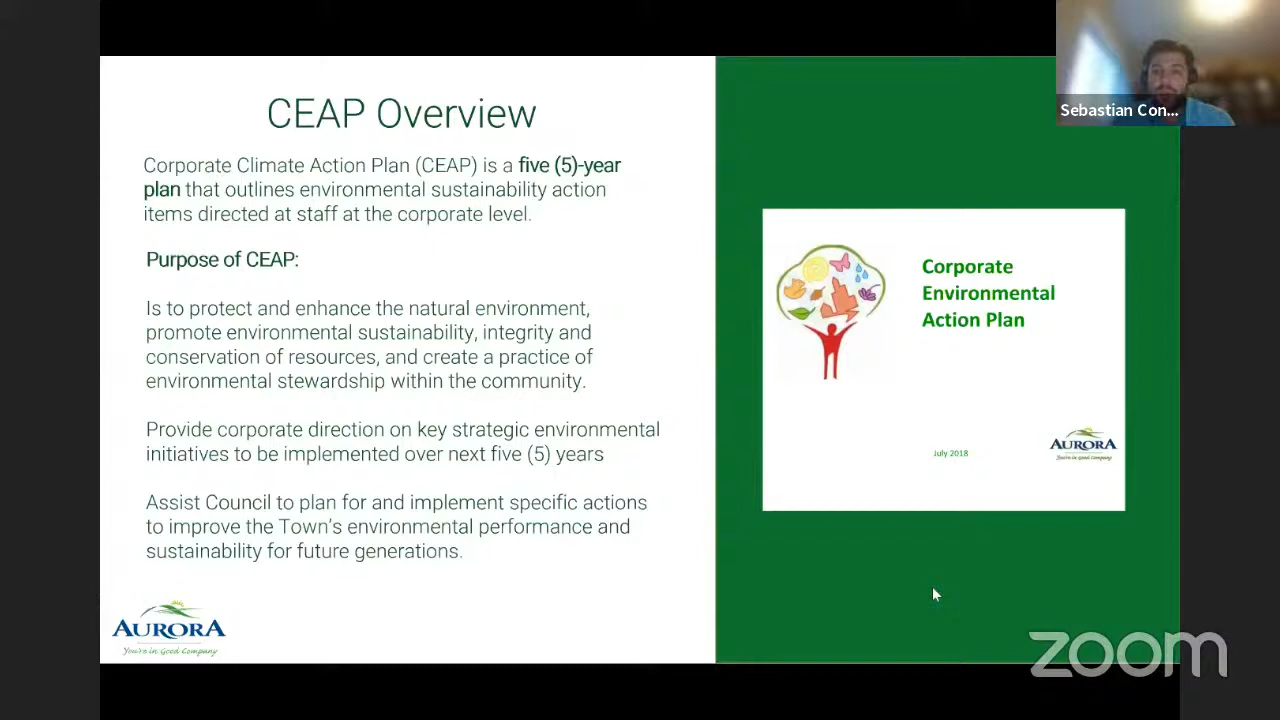 CEAP Overview
Corporate Climate Action Plan (CEAP) is a five (5)-year
plan that outlines environmental sustainability action
items directed at staff at the corporate level.
Purpose of CEAP:
Is to protect and enhance the natural environment,
promote environmental sustainability, integrity and
conservation of resources, and create a practice of
environmental stewardship within the community.
Provide corporate direction on key strategic environmental
initiatives to be implemented over next five (5) years
Assist Council to plan for and implement specific actions
to improve the Town's environmental performance and
sustainability for future generations.
AURORA
You're in Good Company
Corporate
Environmental
Action Plan
July 2018
AURORA
You're in Good Company
Sebastian Con...
zoom